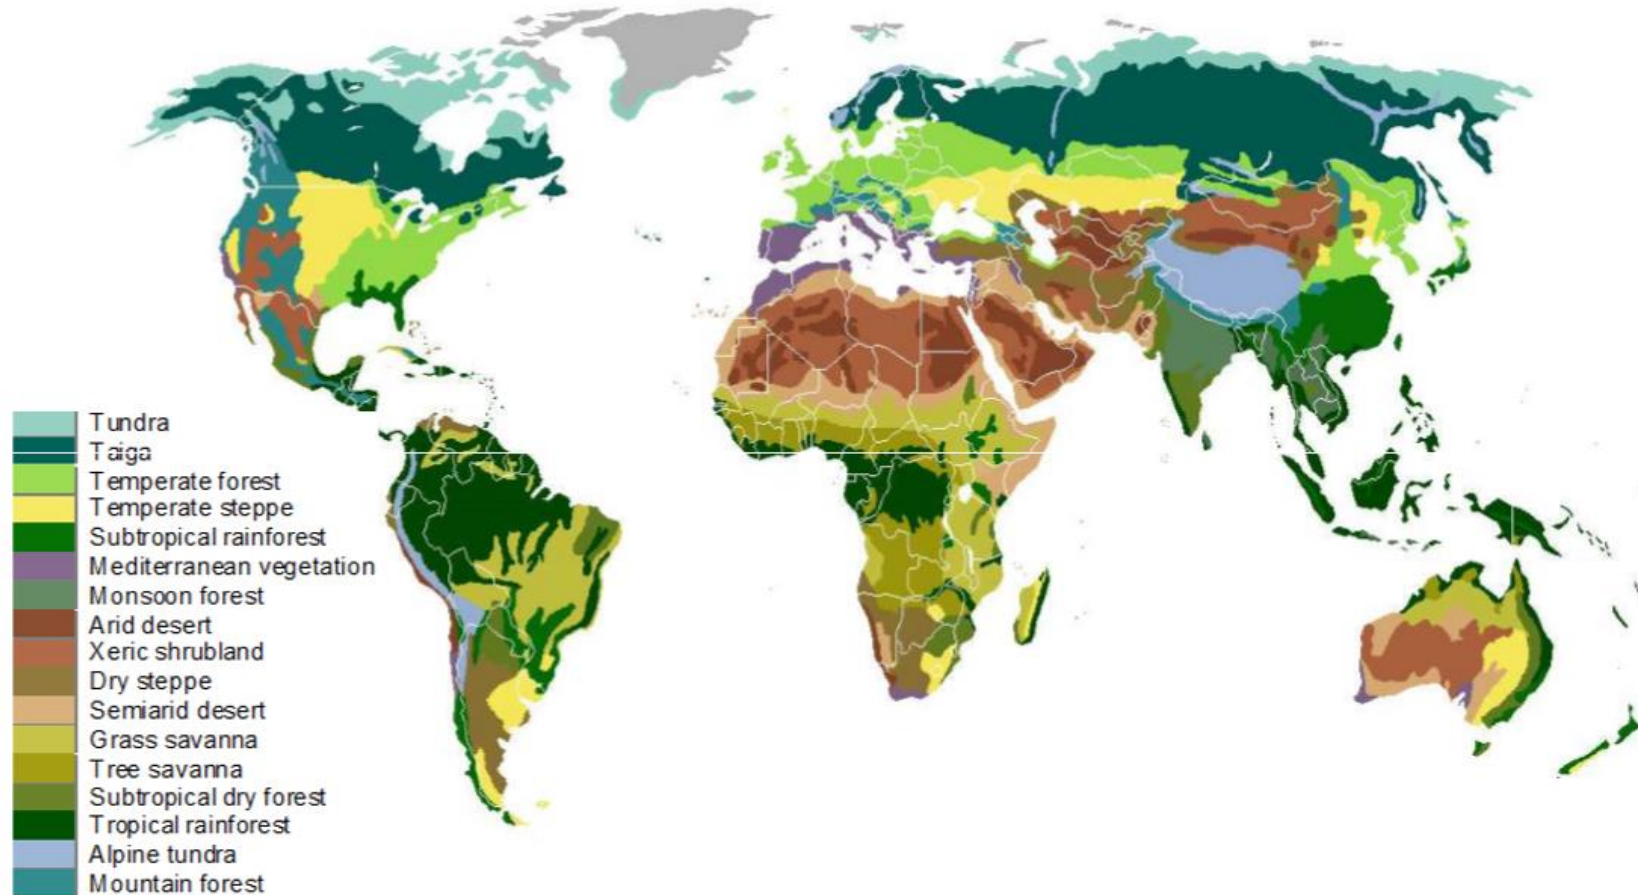 Tundra
Taiga
Temperate forest
Temperate steppe
Subtropical rainforest
Mediterranean vegetation
Monsoon forest
Arid desert
Xeric shrubland
Dry steppe
Semiarid desert
Grass savanna
Tree savanna
Subtropical dry forest
Tropical rainforest
Alpine tundra
Mountain forest